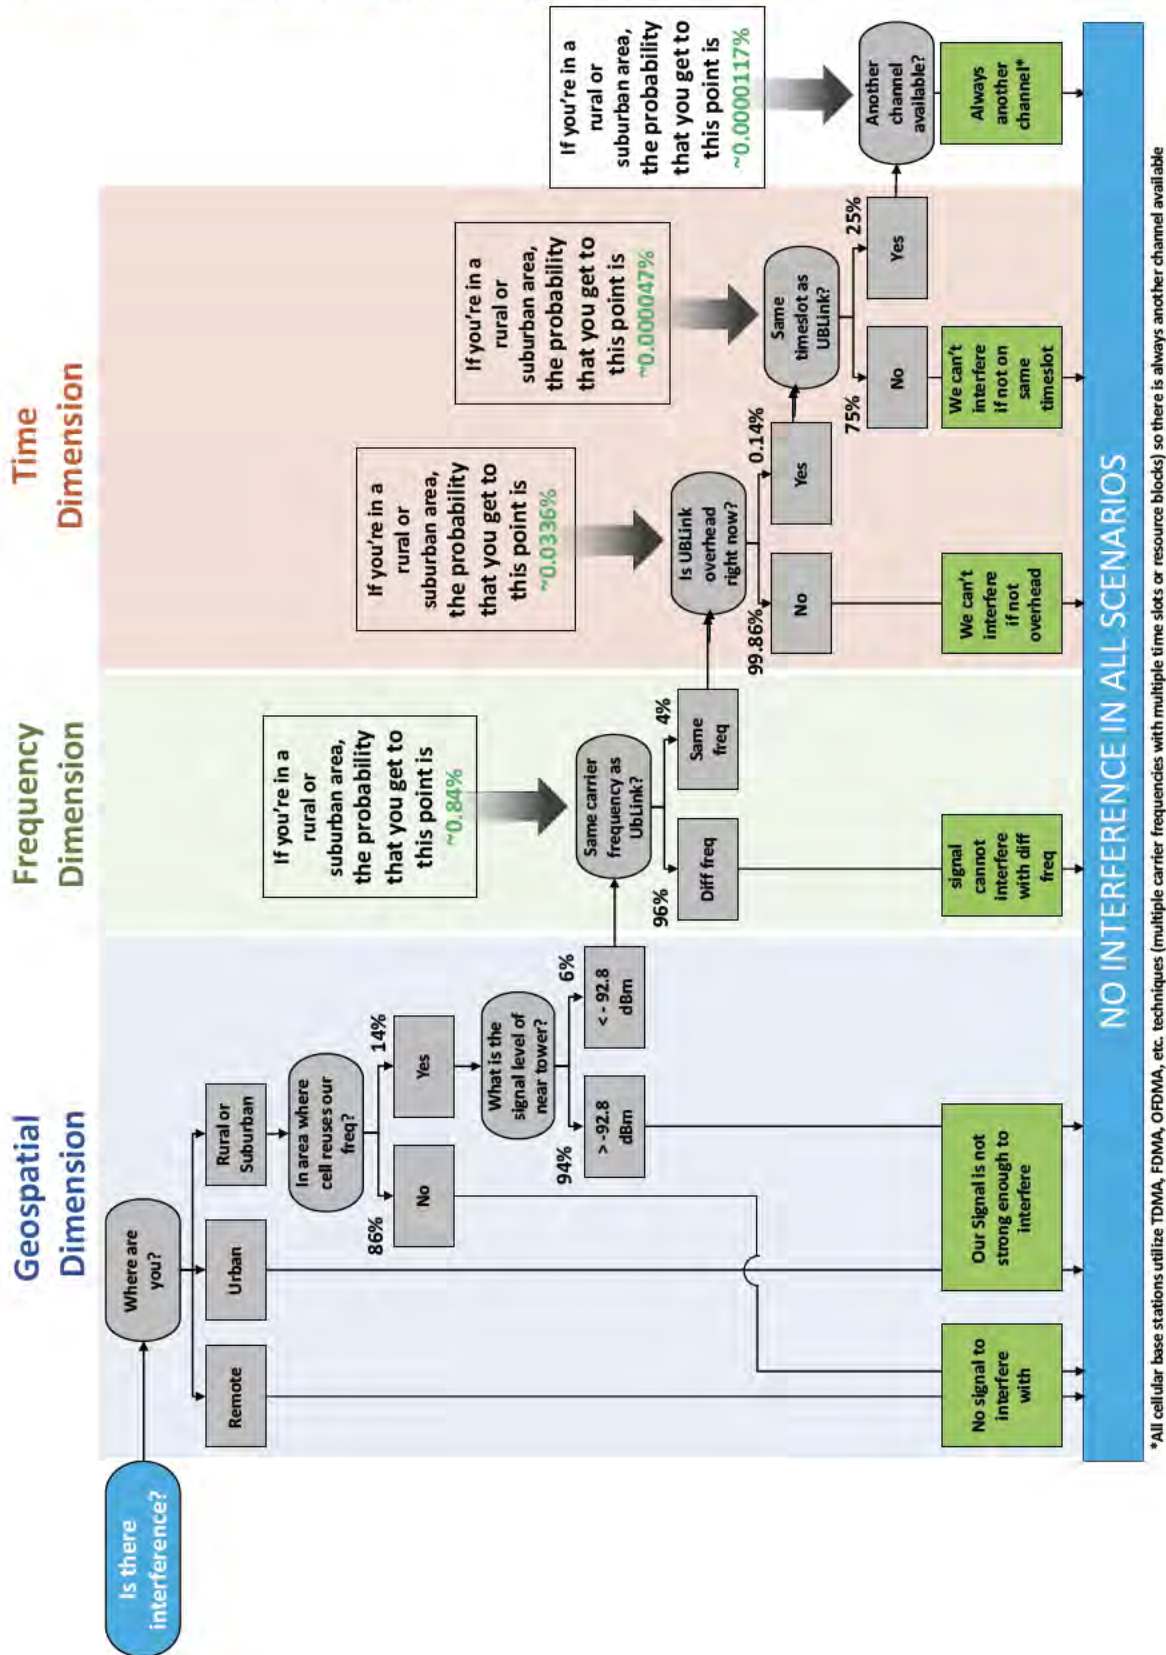 Geospatial
Dimension
Frequency
Dimension
Time
Dimension
Is there
interference?
Where are
you?
Remote
Urban
Rural or
Suburban
In area where
cell reuses our
freq?
86%
14%
No
Yes
What is the
signal level of
near tower?
94%
6%
> -92.8
dBm
< - 92.8
dBm
If you're in a
rural or
suburban area,
the probability
that you get to
this point is
~0.84%
Same carrier
frequency as
UbLink?
96%
4%
Diff freq
Same
freq
If you're in a
rural or
suburban area,
the probability
that you get to
this point is
~0.0336%
Is UBLink
overhead
right now?
99.86%
0.14%
No
Yes
If you're in a
rural or
suburban area,
the probability
that you get to
this point is
~0.000047%
Same
timeslot as
UBLink?
75%
25%
No
Yes
If you're in a
rural or
suburban area,
the probability
that you get to
this point is
~0.0000117%
Another
channel
available?
No signal to
interfere
with
Our Signal is not
strong enough to
interfere
signal
cannot
interfere
with diff
freq
We can't
interfere
if not
overhead
We can't
interfere
if not on
same
timeslot
Always
another
channel*
NO INTERFERENCE IN ALL SCENARIOS
*All cellular base stations utilize TDMA, FDMA, OFDMA, etc. techniques (multiple carrier frequencies with multiple time slots or resource blocks) so there is always another channel available